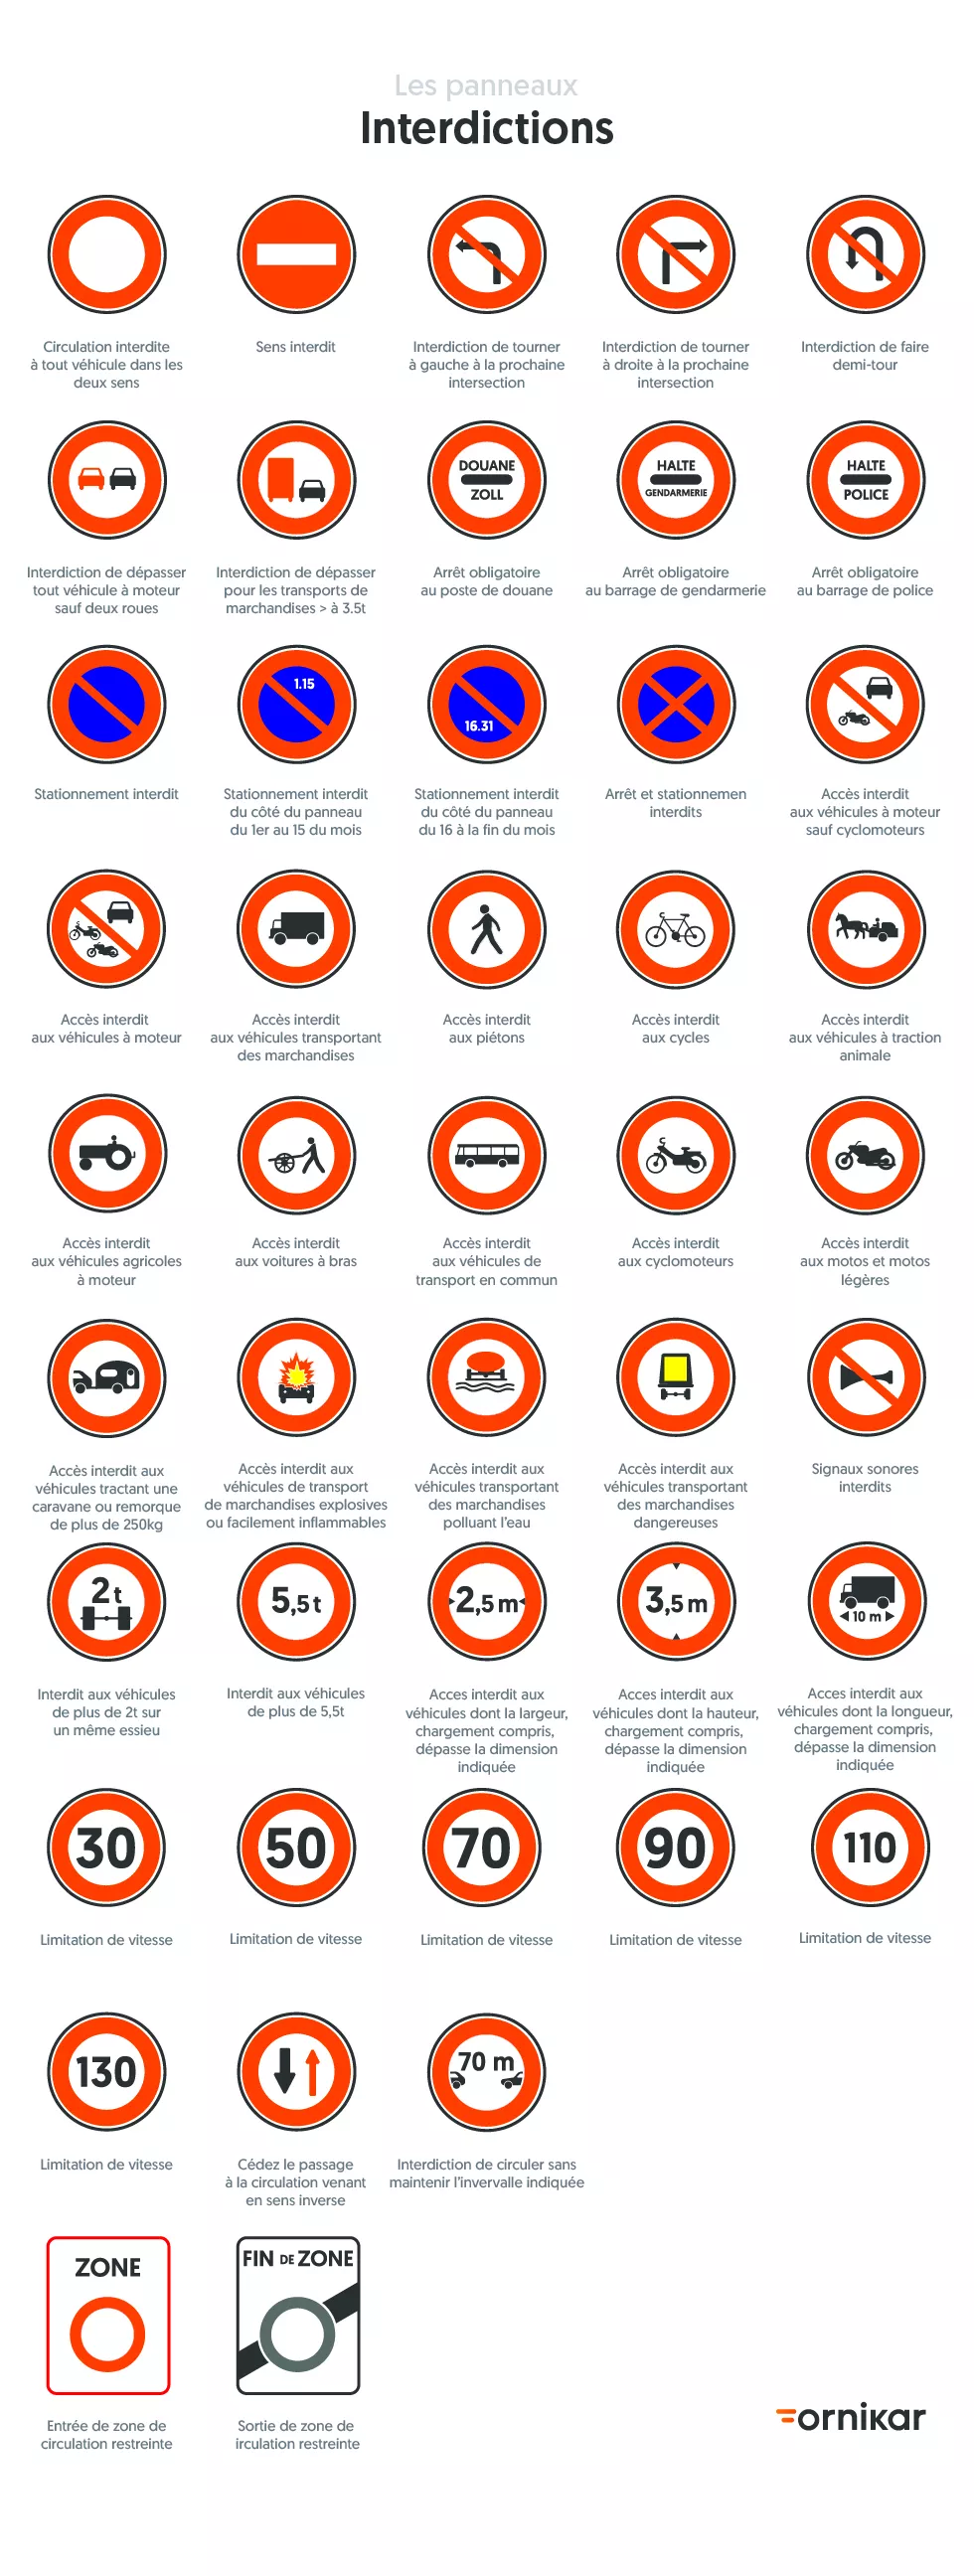 Les panneaux
Interdictions
Circulation interdite
à tout véhicule dans les
deux sens
Sens interdit
Interdiction de tourner
à gauche à la prochaine
intersection
Interdiction de tourner
à droite à la prochaine
intersection
Interdiction de faire
demi-tour
DOUANE
ZOLL
HALTE
GENDARMERIE
HALTE
POLICE
Interdiction de dépasser
tout véhicule à moteur
sauf deux roues
Interdiction de dépasser
pour les transports de
marchandises > à 3.5t
Arrêt obligatoire
au poste de douane
Arrêt obligatoire
au barrage de gendarmerie
Arrêt obligatoire
au barrage de police
1.15
16.31
Stationnement interdit
Stationnement interdit
du côté du panneau
du 1er au 15 du mois
Stationnement interdit
du côté du panneau
du 16 à la fin du mois
Arrêt et stationnemen
interdits
Accès interdit
aux véhicules à moteur
sauf cyclomoteurs
Accès interdit
aux véhicules à moteur
Accès interdit
aux véhicules transportant
des marchandises
Accès interdit
aux piétons
Accès interdit
aux cycles
Accès interdit
aux véhicules à traction
animale
Accès interdit
aux véhicules agricoles
à moteur
Accès interdit
aux voitures à bras
Accès interdit
aux véhicules de
transport en commun
Accès interdit
aux cyclomoteurs
Accès interdit
aux motos et motos
légères
Accès interdit aux
véhicules tractant une
caravane ou remorque
de plus de 250kg
Accès interdit aux
véhicules de transport
de marchandises explosives
ou facilement inflammables
Accès interdit aux
véhicules transportant
des marchandises
polluant l'eau
Accès interdit aux
véhicules transportant
des marchandises
dangereuses
Signaux sonores
interdits
2t
5,5t
2,5m
3,5m
10 m
Interdit aux véhicules
de plus de 2t sur
un même essieu
Interdit aux véhicules
de plus de 5,5t
Acces interdit aux
véhicules dont la largeur,
chargement compris,
dépasse la dimension
indiquée
Acces interdit aux
véhicules dont la hauteur,
chargement compris,
dépasse la dimension
indiquée
Acces interdit aux
véhicules dont la longueur,
chargement compris,
dépasse la dimension
indiquée
30
50
70
90
110
Limitation de vitesse
Limitation de vitesse
Limitation de vitesse
Limitation de vitesse
Limitation de vitesse
130
70 m
Limitation de vitesse
Cédez le passage
à la circulation venant
en sens inverse
Interdiction de circuler sans
maintenir l'invervalle indiquée
ZONE
FIN DE ZONE
Entrée de zone de
circulation restreinte
Sortie de zone de
irculation restreinte
ornikar